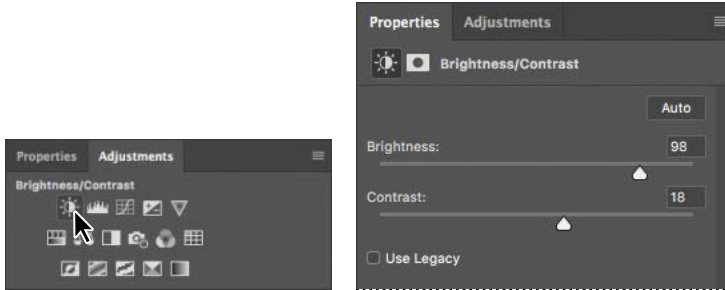 Properties Adjustments
Brightness/Contrast
Properties Adjustments
Brightness/Contrast
Auto
Brightness: 98
Contrast: 18
Use Legacy